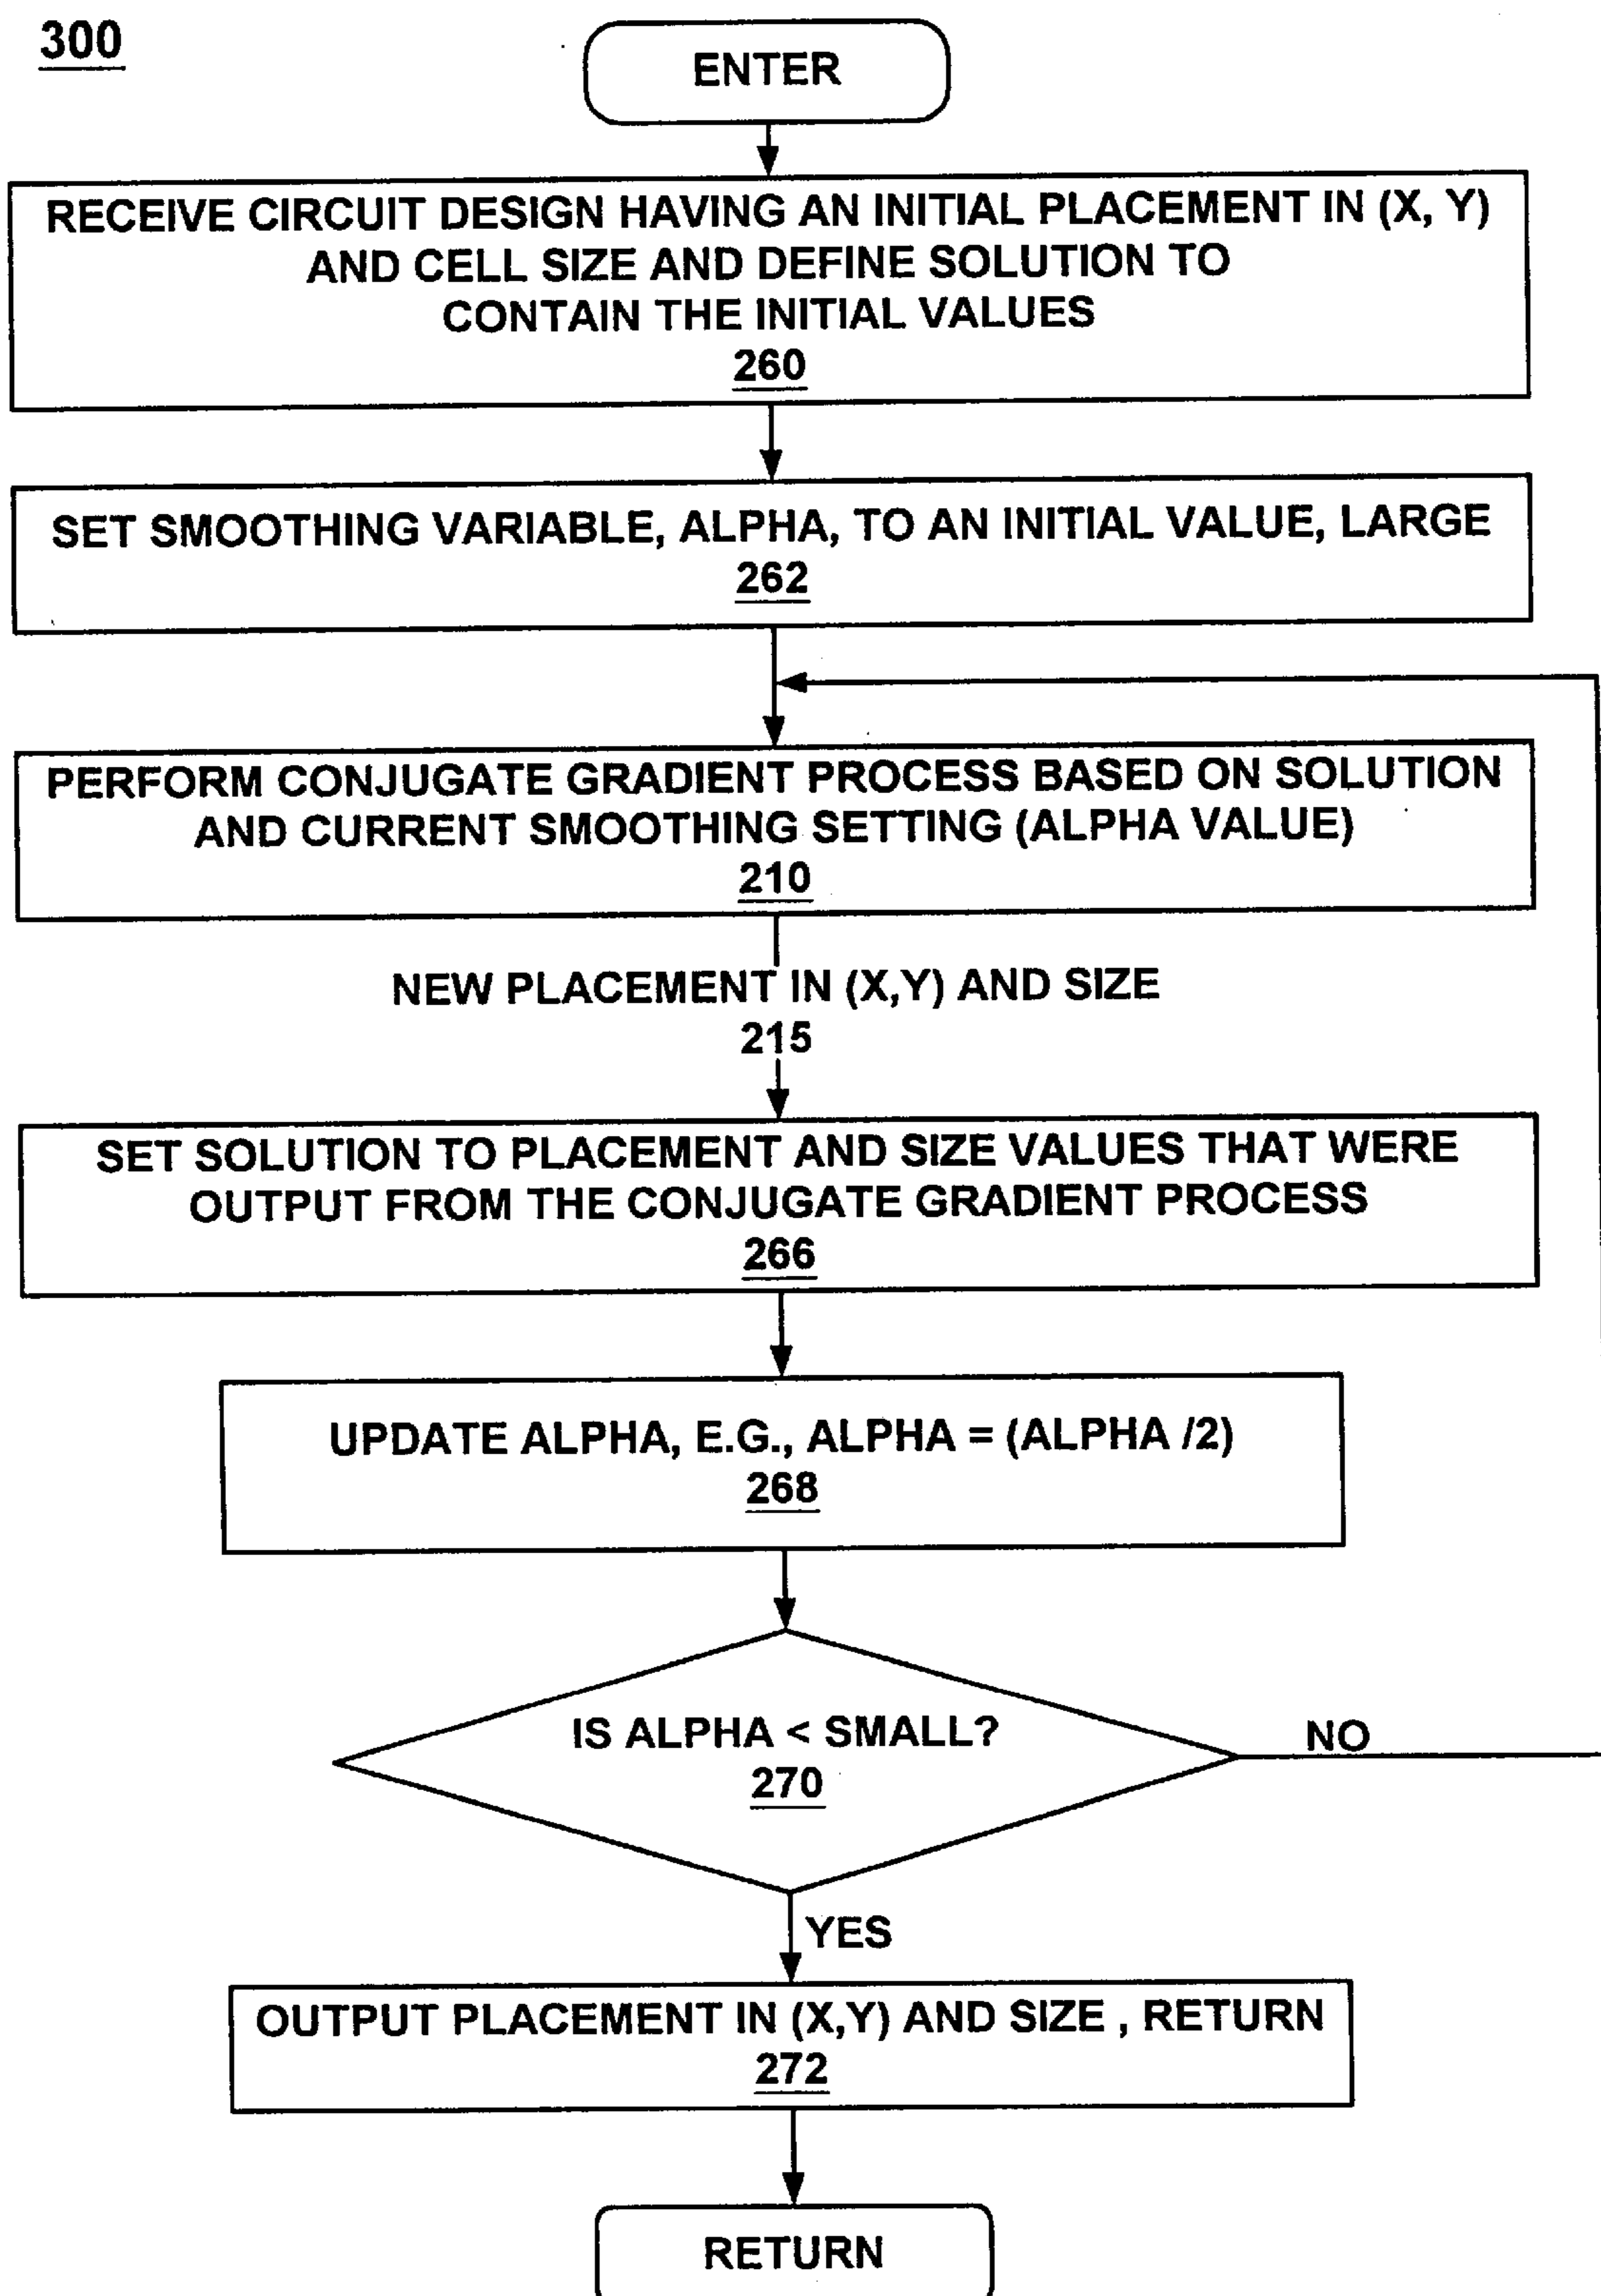 300
ENTER
RECEIVE CIRCUIT DESIGN HAVING AN INITIAL PLACEMENT IN (X, Y)
AND CELL SIZE AND DEFINE SOLUTION TO
CONTAIN THE INITIAL VALUES
260
SET SMOOTHING VARIABLE, ALPHA, TO AN INITIAL VALUE, LARGE
262
PERFORM CONJUGATE GRADIENT PROCESS BASED ON SOLUTION
AND CURRENT SMOOTHING SETTING (ALPHA VALUE)
210
NEW PLACEMENT IN (X,Y) AND SIZE
215
SET SOLUTION TO PLACEMENT AND SIZE VALUES THAT WERE
OUTPUT FROM THE CONJUGATE GRADIENT PROCESS
266
UPDATE ALPHA, E.G., ALPHA = (ALPHA /2)
268
IS ALPHA < SMALL?
270
NO
YES
OUTPUT PLACEMENT IN (X,Y) AND SIZE , RETURN
272
RETURN